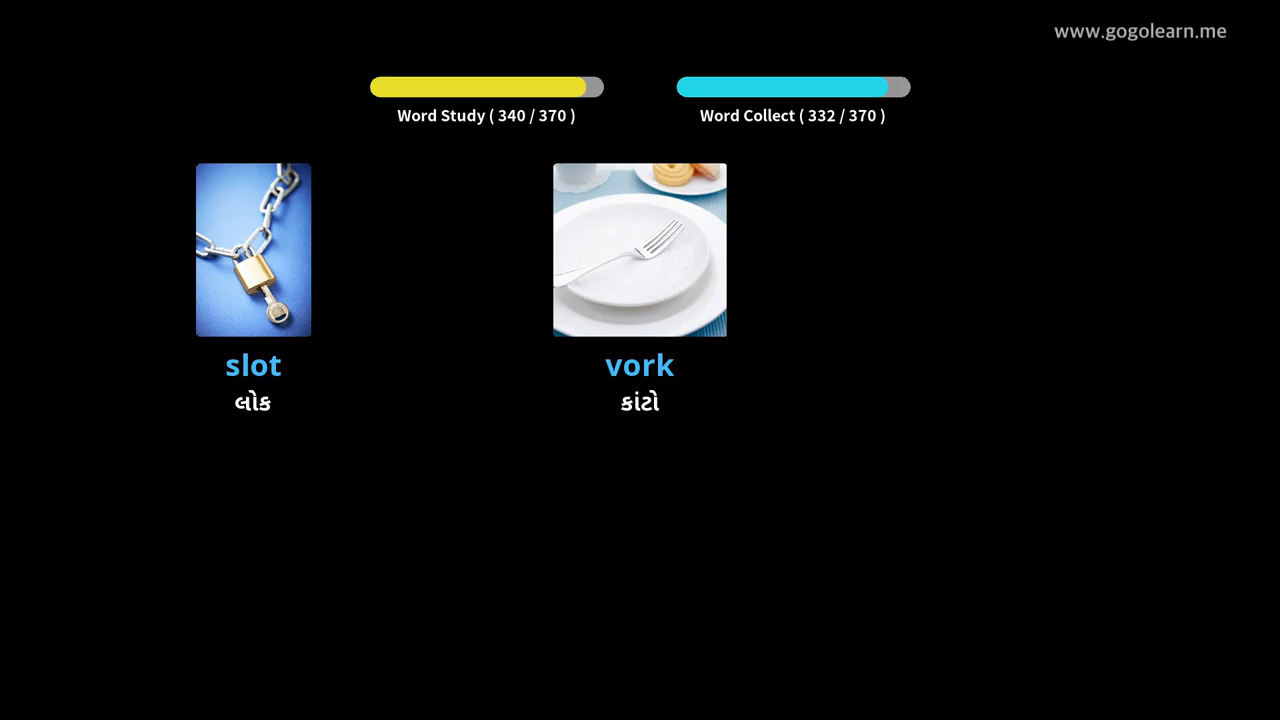 www.gogolearn.me
Word Study ( 340 / 370 )
Word Collect ( 332 / 370 )
slot
લોક
vork
કાંટો